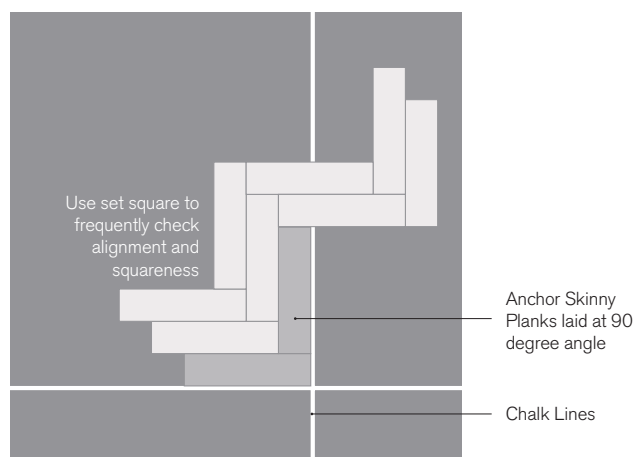 Use set square to
frequently check
alignment and
squareness
Anchor Skinny
Planks laid at 90
degree angle
Chalk Lines